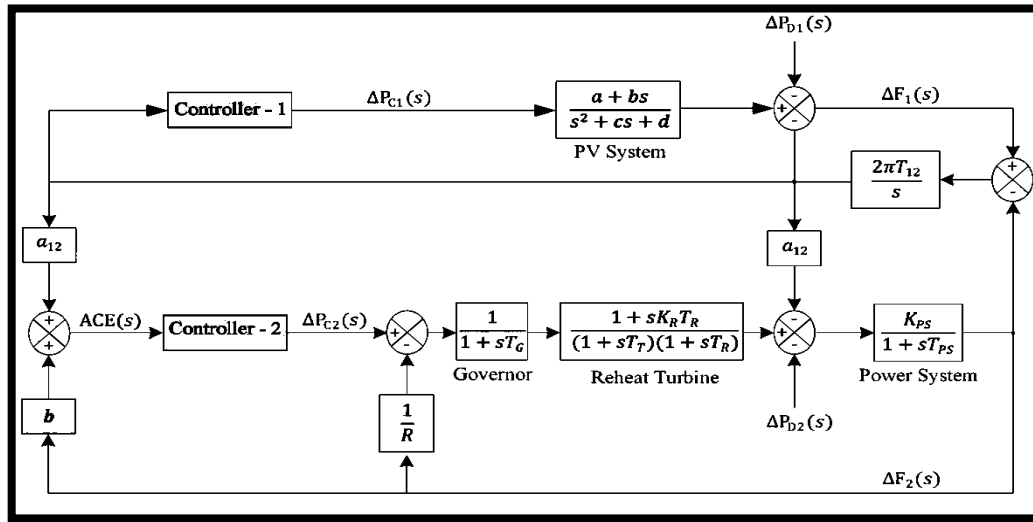 ΔP_D1(s)
Controller - 1
ΔP_C1(s)
a + bs
s² + cs + d
PV System
+
-
-
ΔF_1(s)
2πT_12
s
+
-
a_12
a_12
+
+
ACE(s)
Controller - 2
ΔP_C2(s)
+
-
1
1 + sT_G
Governor
1 + sK_R T_R
(1 + sT_T)(1 + sT_R)
Reheat Turbine
+
-
-
K_PS
1 + sT_PS
Power System
b
1
R
ΔP_D2(s)
ΔF_2(s)